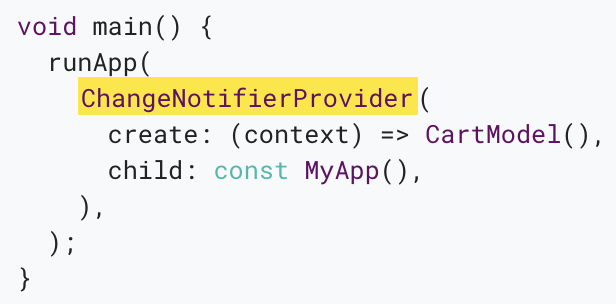 void main() {
  runApp(
    ChangeNotifierProvider(
      create: (context) => CartModel(),
      child: const MyApp(),
    ),
  );
}